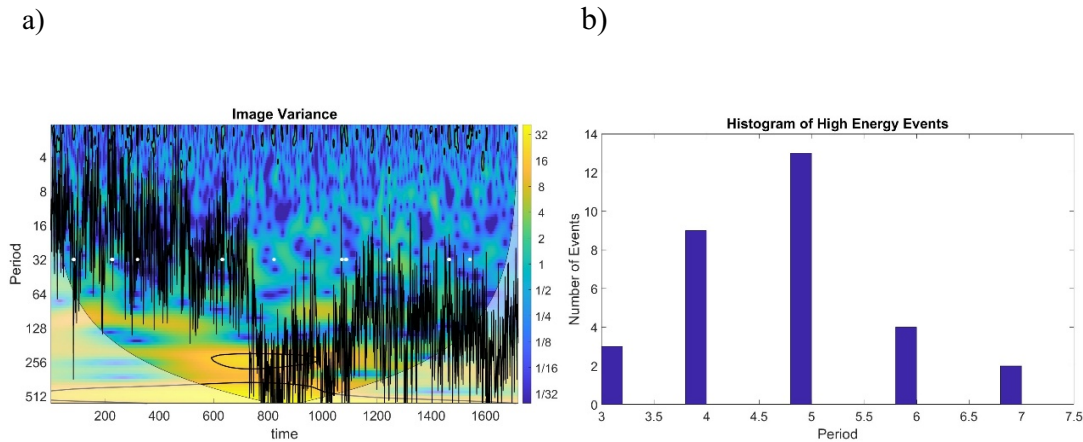 a)
b)
Image Variance
Period
4
8
16
32
64
128
256
512
200 400 600 800 1000 1200 1400 1600
time
32
16
8
4
2
1
1/2
1/4
1/8
1/16
1/32
Histogram of High Energy Events
Number of Events
14
12
10
8
6
4
2
0
3 3.5 4 4.5 5 5.5 6 6.5 7 7.5
Period